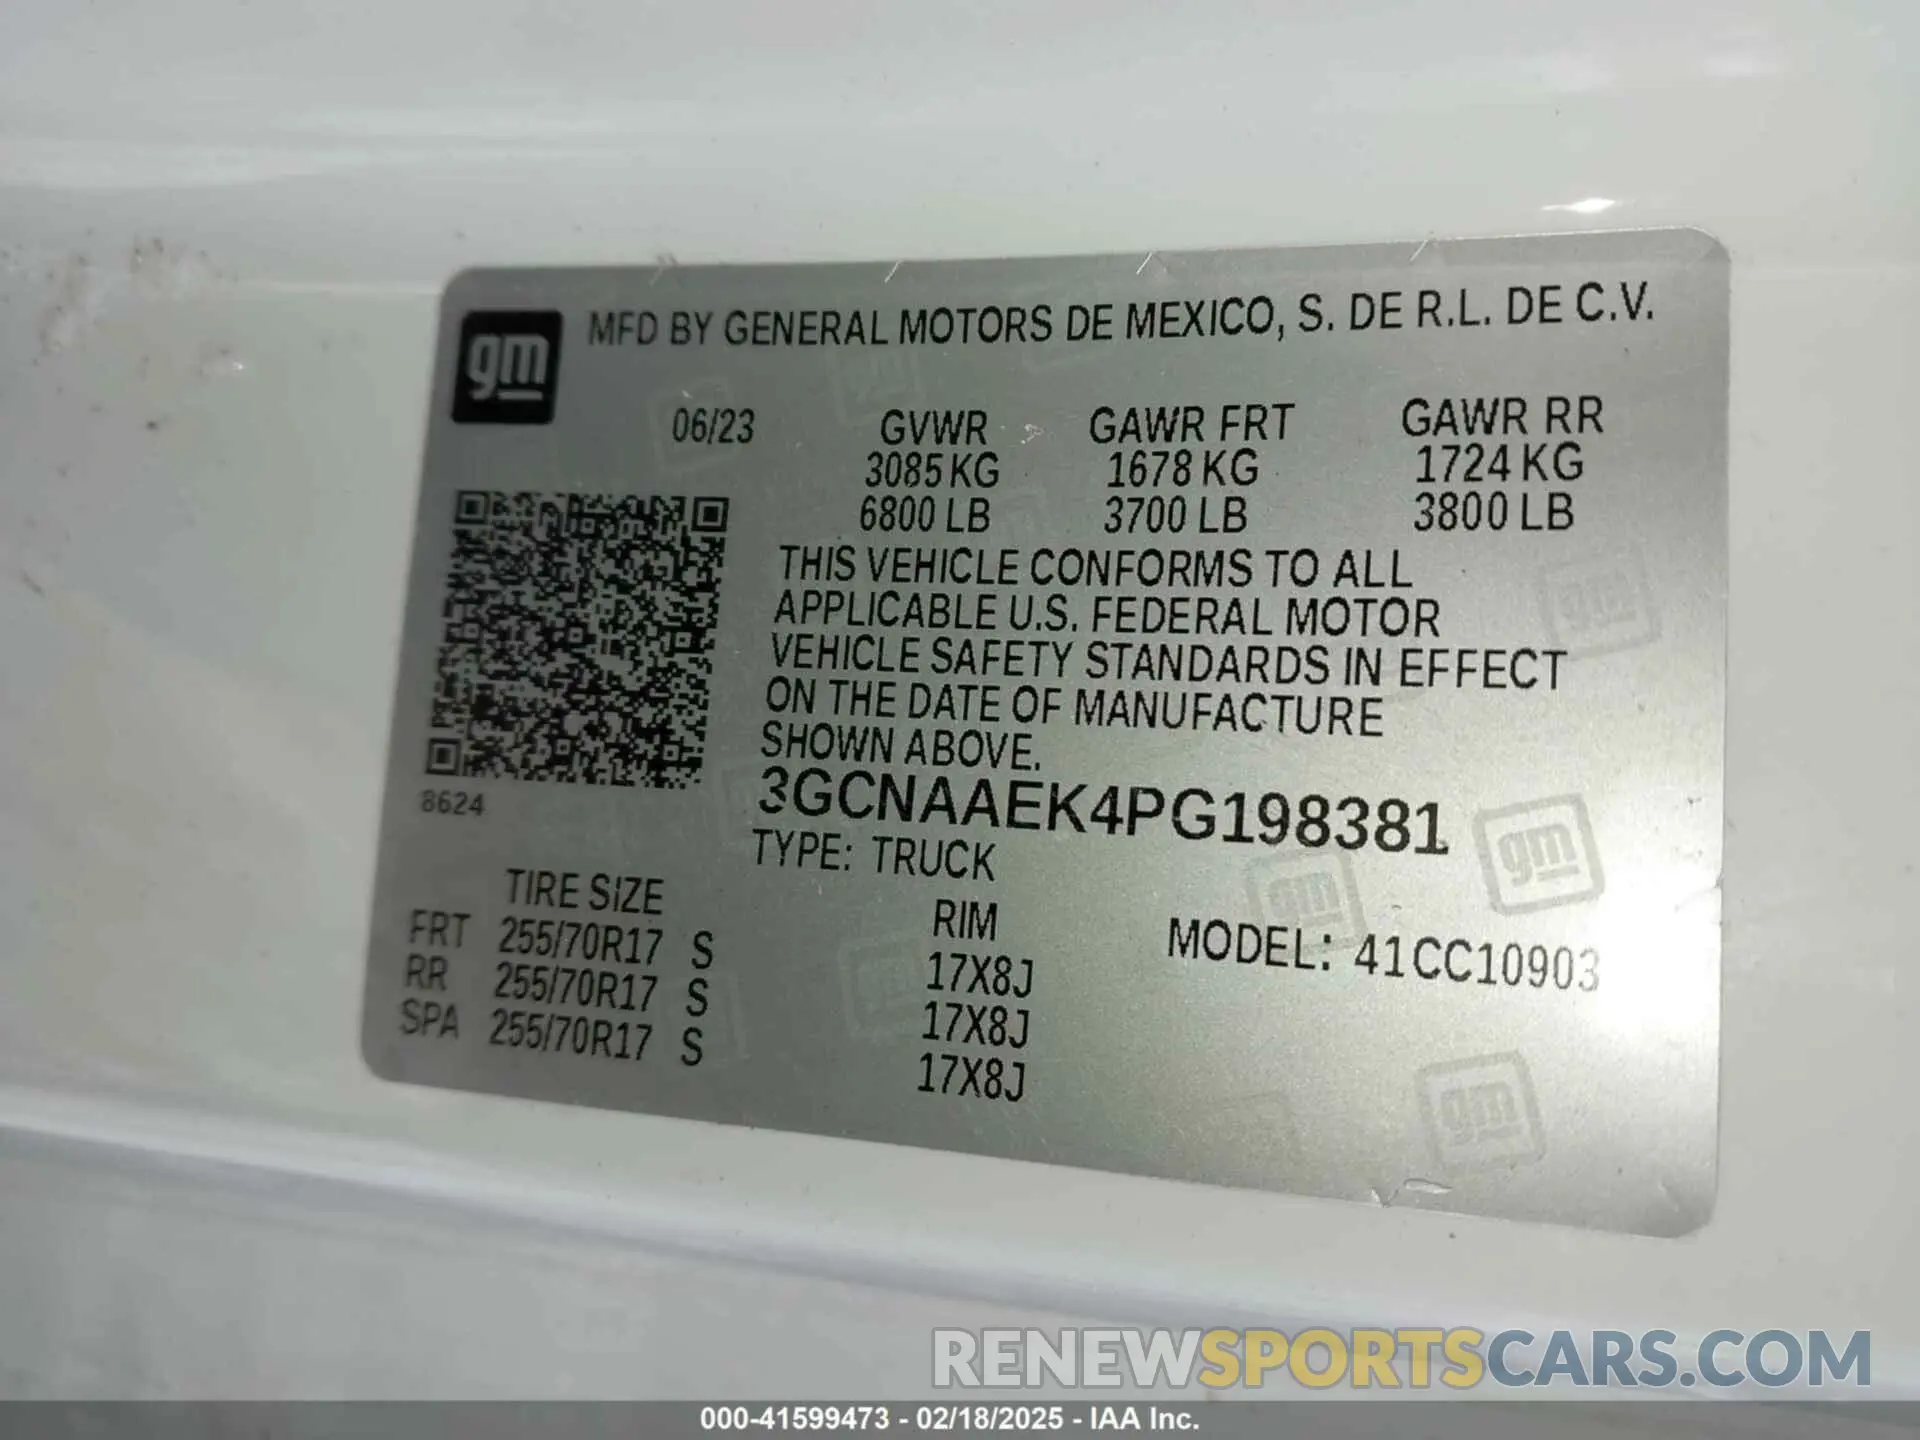 gm MFD BY GENERAL MOTORS DE MEXICO, S. DE R.L. DE C.V.
06/23 GVWR GAWR FRT GAWR RR
3085 KG 1678 KG 1724 KG
6800 LB 3700 LB 3800 LB
THIS VEHICLE CONFORMS TO ALL
APPLICABLE U.S. FEDERAL MOTOR
VEHICLE SAFETY STANDARDS IN EFFECT
ON THE DATE OF MANUFACTURE
SHOWN ABOVE.
8624
3GCNAAEK4PG198381
TYPE: TRUCK
TIRE SIZE RIM MODEL: 41CC10903
FRT 255/70R17 S 17X8J
RR 255/70R17 S 17X8J
SPA 255/70R17 S 17X8J
gm
gm
gm
RENEWSPORTSCARS.COM
000-41599473 - 02/18/2025 - IAA Inc.